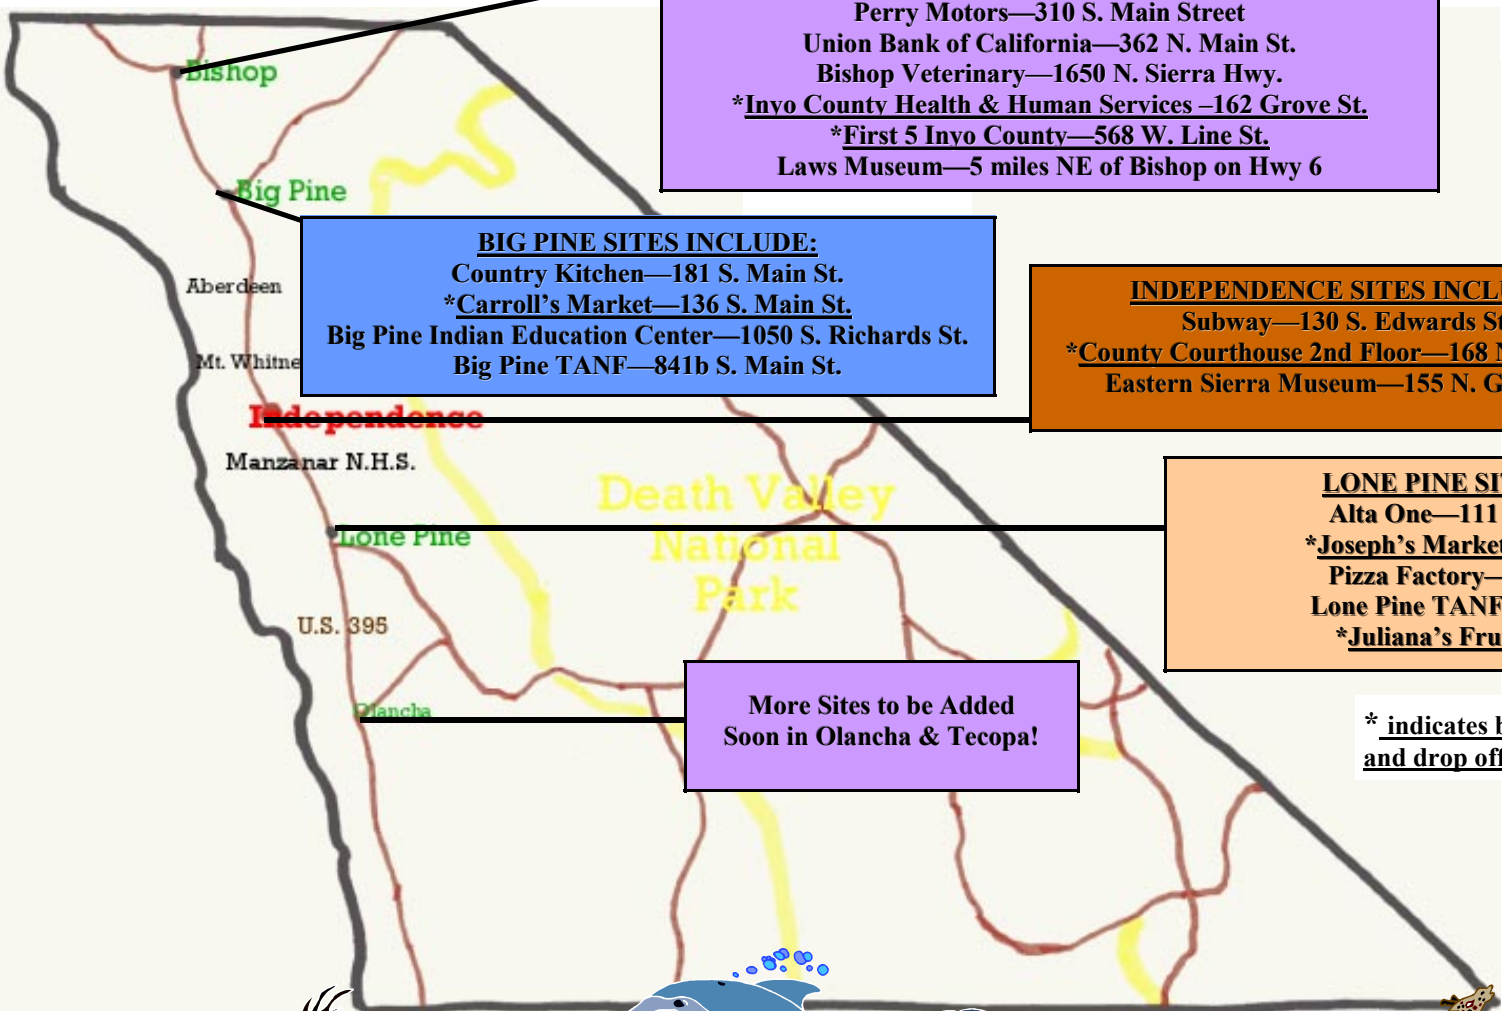 Perry Motors—310 S. Main Street
Union Bank of California—362 N. Main St.
Bishop Veterinary—1650 N. Sierra Hwy.
*Inyo County Health & Human Services –162 Grove St.
*First 5 Inyo County—568 W. Line St.
Laws Museum—5 miles NE of Bishop on Hwy 6
Bishop
Big Pine
BIG PINE SITES INCLUDE:
Country Kitchen—181 S. Main St.
*Carroll's Market—136 S. Main St.
Big Pine Indian Education Center—1050 S. Richards St.
Big Pine TANF—841b S. Main St.
Aberdeen
Mt. Whitne
INDEPENDENCE SITES INCL
Subway—130 S. Edwards St
*County Courthouse 2nd Floor—168 N
Eastern Sierra Museum—155 N. G
Independence
Manzanar N.H.S.
Death Valley
National
Park
LONE PINE SI
Alta One—111
*Joseph's Market
Pizza Factory—
Lone Pine TANF
*Juliana's Fru
Lone Pine
U.S. 395
Olancha
More Sites to be Added
Soon in Olancha & Tecopa!
* indicates b
and drop off